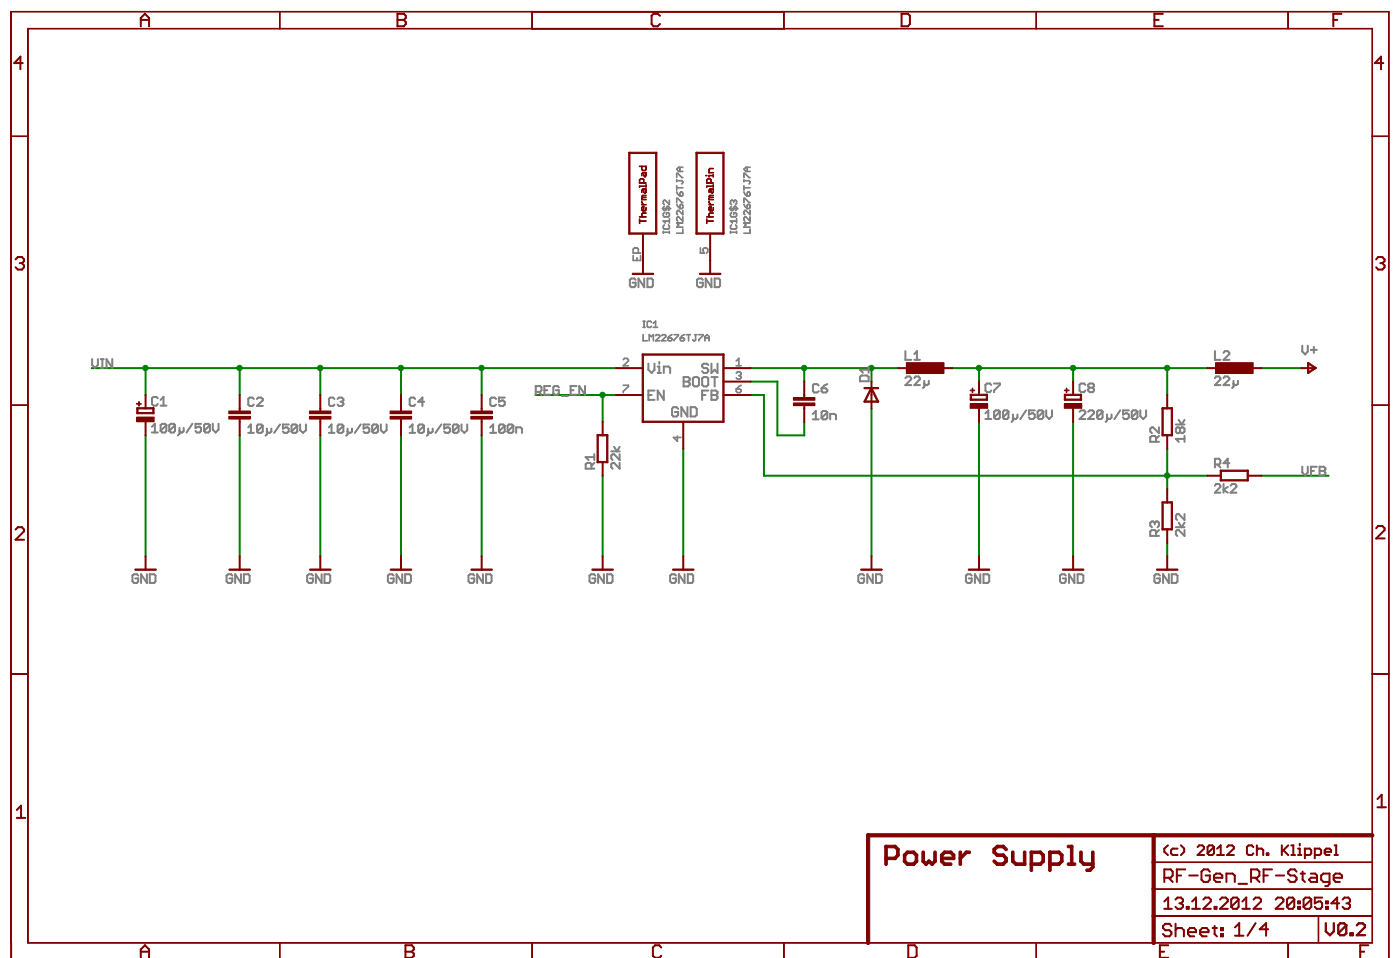 A B C D E F
4 4
ThermalPad
IC1G$2
LM22676TJ7A
ThermalPin
IC1G$3
LM22676TJ7A
EP 5
3 3
GND GND
IC1
LM22676TJ7A
VIN 2 Vin SW 1 L1 L2 V+
BOOT 3 D1 22µ 22µ
REG_EN 7 EN FB 6 C6 C7 C8
C1 C2 C3 C4 C5 GND 10n 100µ/50V 220µ/50V
100µ/50V 10µ/50V 10µ/50V 10µ/50V 100n
4 R2 18k
R1 22k R4 VFB
2k2
R3 2k2
2 2
GND GND GND GND GND GND GND GND GND GND GND
1 1
Power Supply
(c) 2012 Ch. Klippel
RF-Gen_RF-Stage
13.12.2012 20:05:43
Sheet: 1/4 V0.2
A B C D E F